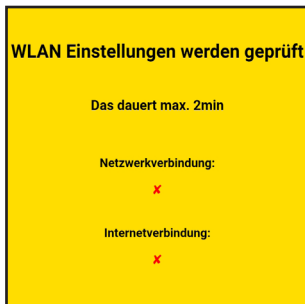 WLAN Einstellungen werden geprüft
Das dauert max. 2min
Netzwerkverbindung:
✘
Internetverbindung:
✘